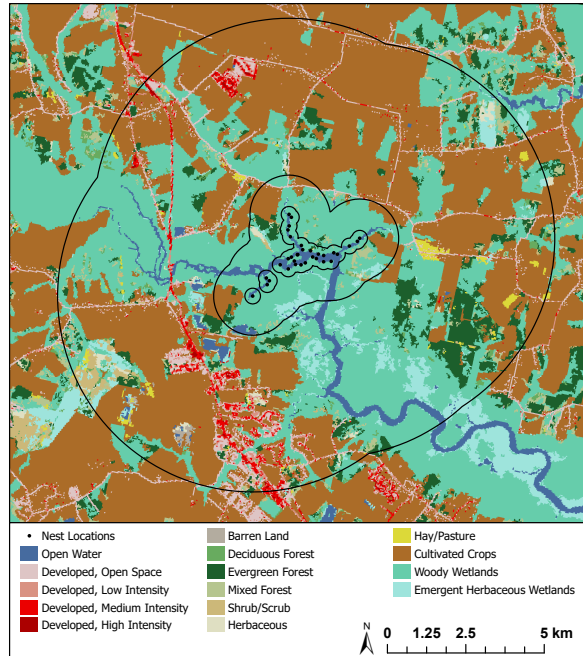 Nest Locations
Open Water
Developed, Open Space
Developed, Low Intensity
Developed, Medium Intensity
Developed, High Intensity
Barren Land
Deciduous Forest
Evergreen Forest
Mixed Forest
Shrub/Scrub
Herbaceous
Hay/Pasture
Cultivated Crops
Woody Wetlands
Emergent Herbaceous Wetlands
N
0 1.25 2.5 5 km